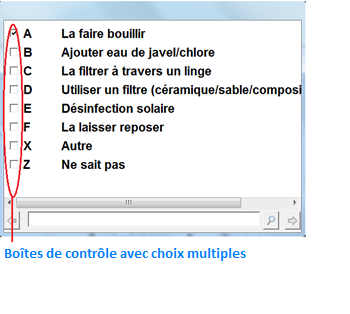 A La faire bouillir
B Ajouter eau de javel/chlore
C La filtrer à travers un linge
D Utiliser un filtre (céramique/sable/composi
E Désinfection solaire
F La laisser reposer
X Autre
Z Ne sait pas
Boîtes de contrôle avec choix multiples